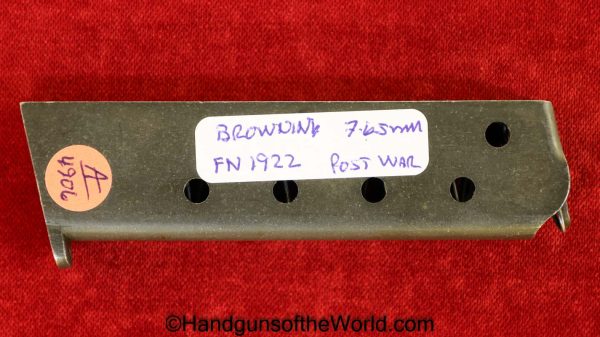 BROWNING 7.65mm
FN 1922 POST WAR
A
4906
©HandgunsoftheWorld.com